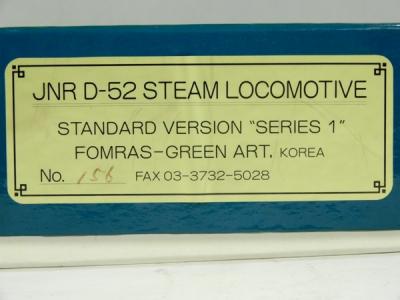 JNR D-52 STEAM LOCOMOTIVE
STANDARD VERSION "SERIES 1"
FOMRAS-GREEN ART. KOREA
No. 156 FAX 03-3732-5028